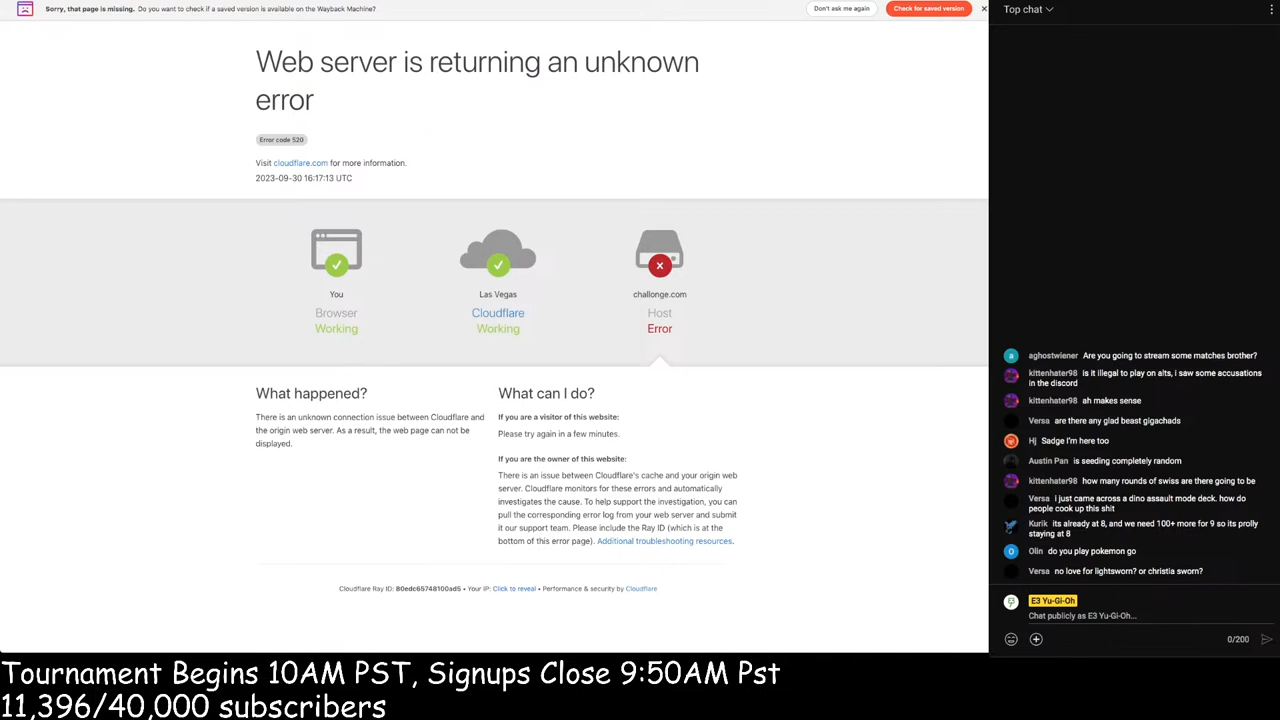 Sorry, that page is missing. Do you want to check if a saved version is available on the Wayback Machine?
Don't ask me again
Check for saved version
Web server is returning an unknown
error
Error code 520
Visit cloudflare.com for more information.
2023-09-30 16:17:13 UTC
You
Browser
Working
Las Vegas
Cloudflare
Working
challonge.com
Host
Error
What happened?
There is an unknown connection issue between Cloudflare and
the origin web server. As a result, the web page can not be
displayed.
What can I do?
If you are a visitor of this website:
Please try again in a few minutes.
If you are the owner of this website:
There is an issue between Cloudflare's cache and your origin web
server. Cloudflare monitors for these errors and automatically
investigates the cause. To help support the investigation, you can
pull the corresponding error log from your web server and submit
it our support team. Please include the Ray ID (which is at the
bottom of this error page). Additional troubleshooting resources.
Cloudflare Ray ID: 80edc65748100ad5 • Your IP: Click to reveal • Performance & security by Cloudflare
Top chat
a
aghostwiener Are you going to stream some matches brother?
kittenhater98 is it illegal to play on alts, i saw some accusations
in the discord
kittenhater98 ah makes sense
Versa are there any glad beast gigachads
Hj Sadge I'm here too
Austin Pan is seeding completely random
kittenhater98 how many rounds of swiss are there going to be
Versa i just came across a dino assault mode deck. how do
people cook up this shit
Kurik its already at 8, and we need 100+ more for 9 so its prolly
staying at 8
O
Olin do you play pokemon go
Versa no love for lightsworn? or christia sworn?
E3 Yu-Gi-Oh
Chat publicly as E3 Yu-Gi-Oh...
0/200
Tournament Begins 10AM PST, Signups Close 9:50AM Pst
11,396/40,000 subscribers